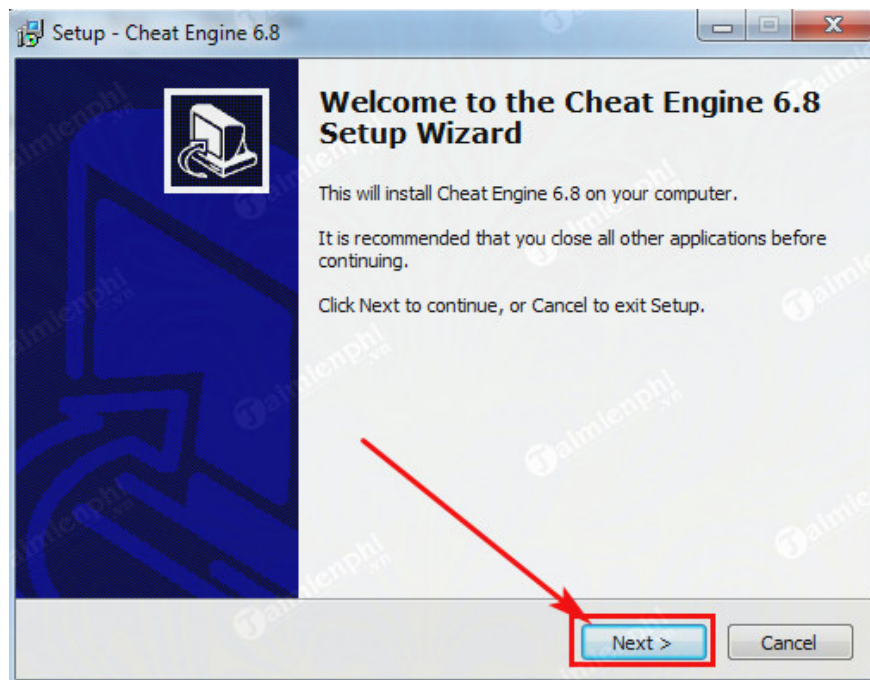 Setup - Cheat Engine 6.8
Welcome to the Cheat Engine 6.8
Setup Wizard
This will install Cheat Engine 6.8 on your computer.
It is recommended that you close all other applications before
continuing.
Click Next to continue, or Cancel to exit Setup.
Taimienphi
.vn
Next >
Cancel